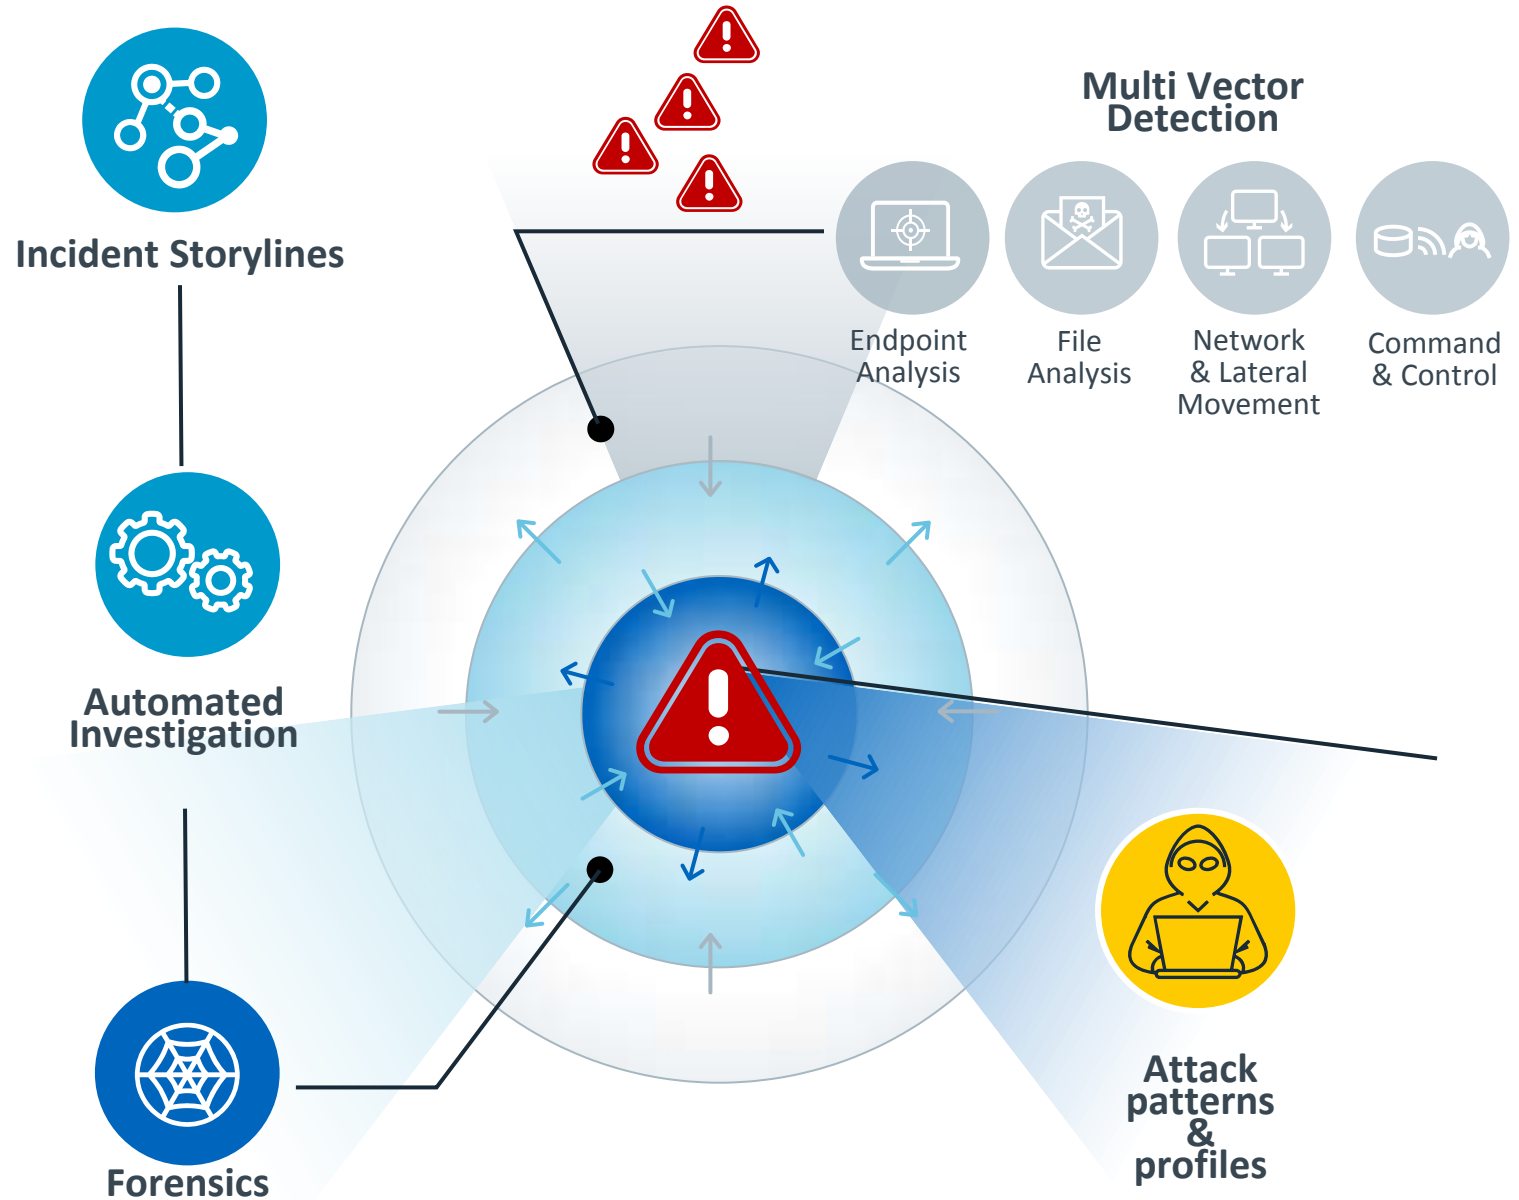 Incident Storylines
Automated
Investigation
Forensics
Multi Vector
Detection
Endpoint
Analysis
File
Analysis
Network
& Lateral
Movement
Command
& Control
Attack
patterns
&
profiles